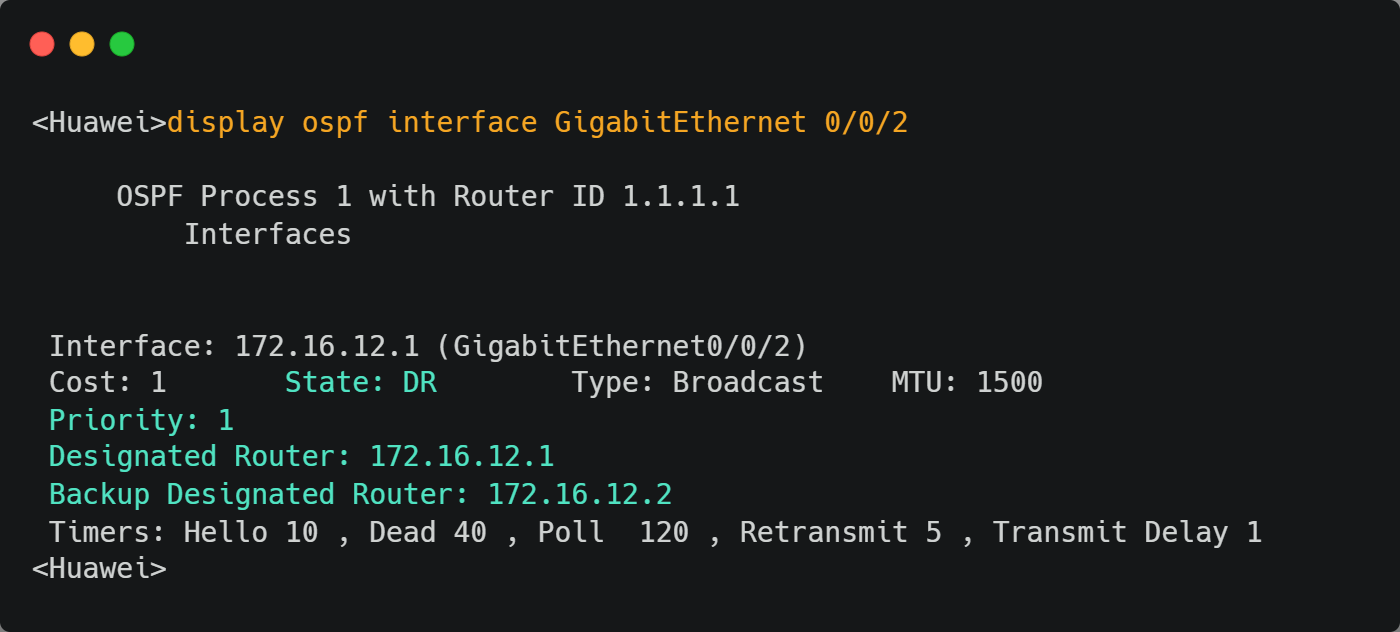 <Huawei>display ospf interface GigabitEthernet 0/0/2
OSPF Process 1 with Router ID 1.1.1.1
Interfaces
Interface: 172.16.12.1 (GigabitEthernet0/0/2)
Cost: 1       State: DR        Type: Broadcast    MTU: 1500
Priority: 1
Designated Router: 172.16.12.1
Backup Designated Router: 172.16.12.2
Timers: Hello 10 , Dead 40 , Poll  120 , Retransmit 5 , Transmit Delay 1
<Huawei>